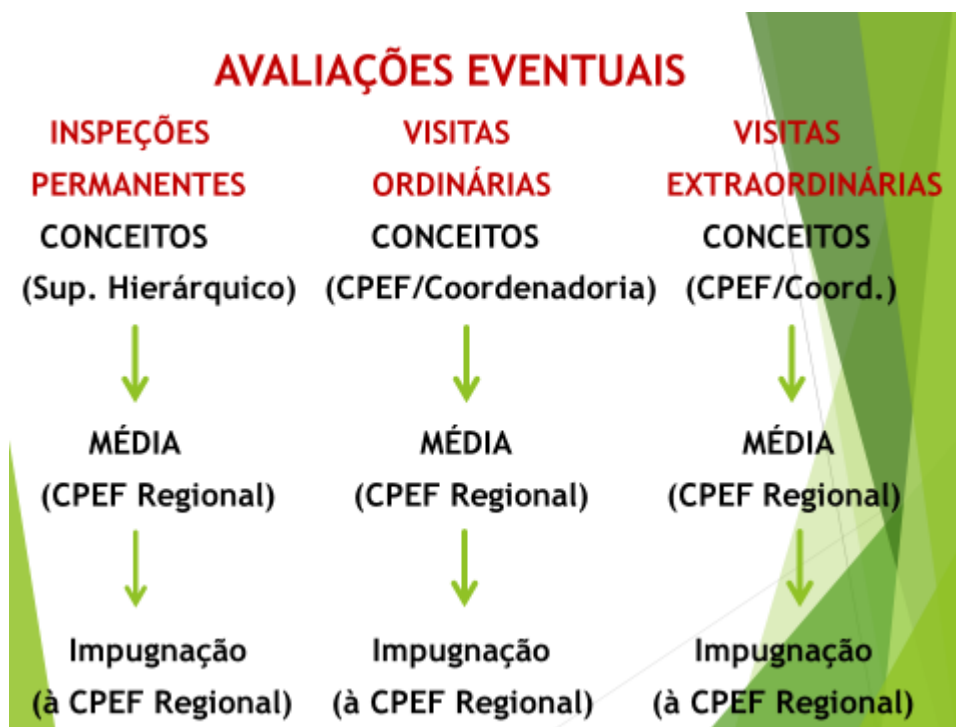 AVALIAÇÕES EVENTUAIS
INSPEÇÕES VISITAS VISITAS
PERMANENTES ORDINÁRIAS EXTRAORDINÁRIAS
CONCEITOS CONCEITOS CONCEITOS
(Sup. Hierárquico) (CPEF/Coordenadoria) (CPEF/Coord.)
MÉDIA MÉDIA MÉDIA
(CPEF Regional) (CPEF Regional) (CPEF Regional)
Impugnação Impugnação Impugnação
(à CPEF Regional) (à CPEF Regional) (à CPEF Regional)